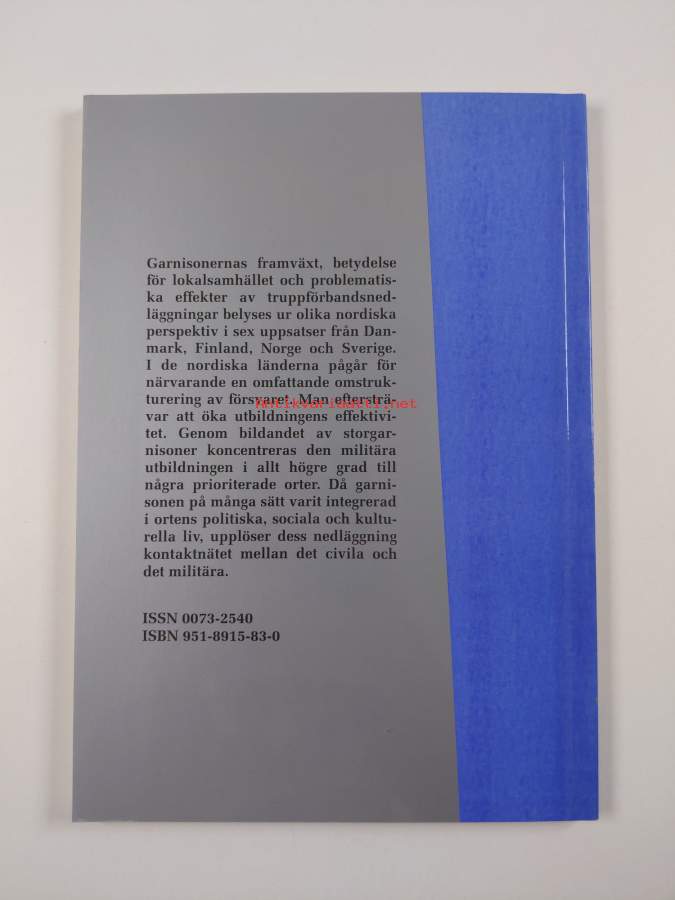 Garnisonernas framväxt, betydelse
för lokalsamhället och problematis-
ka effekter av truppförbandsned-
läggningar belyses ur olika nordiska
perspektiv i sex uppsatser från Dan-
mark, Finland, Norge och Sverige.
I de nordiska länderna pågår för
närvarande en omfattande omstruk-
turering av försvaret. Man eftersträ-
antikvariaatti.net
var att öka utbildningens effektivi-
tet. Genom bildandet av storgar-
nisoner koncentreras den militära
utbildningen i allt högre grad till
några prioriterade orter. Då garni-
sonen på många sätt varit integrerad
i ortens politiska, sociala och kultu-
rella liv, upplöser dess nedläggning
kontaktnätet mellan det civila och
det militära.
ISSN 0073-2540
ISBN 951-8915-83-0